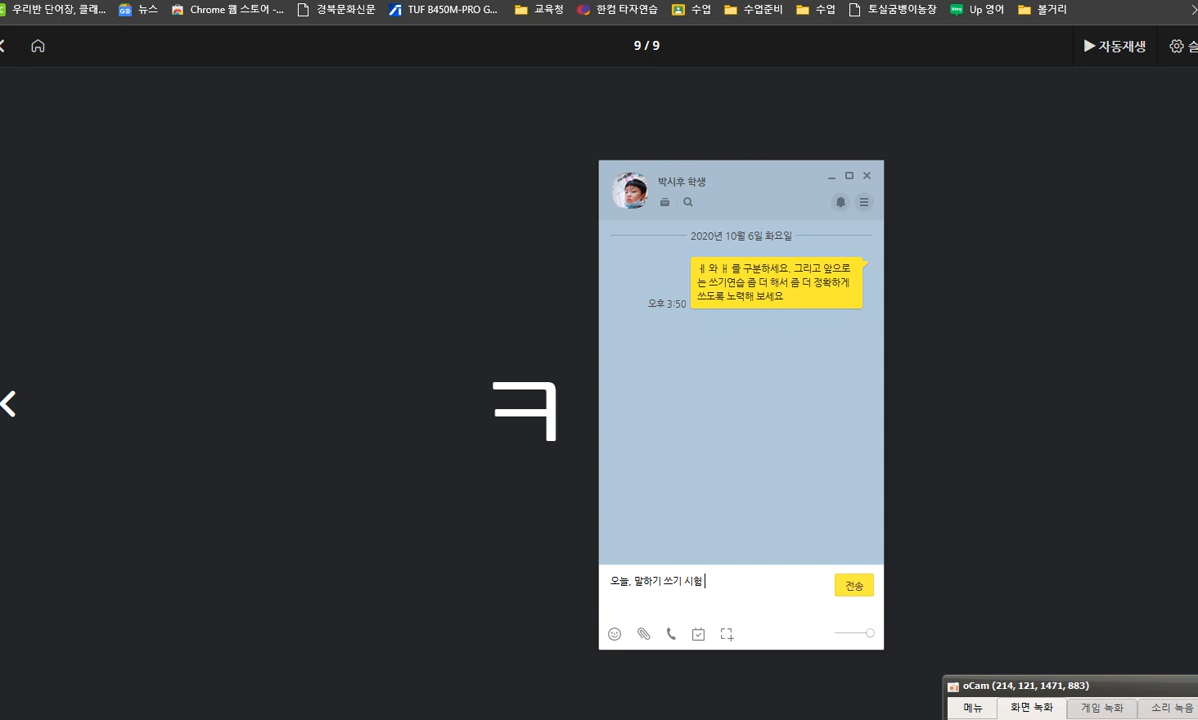 우리반 단어장, 클래... 뉴스 Chrome 웹 스토어 -... 경북문화신문 TUF B450M-PRO G... 교육청 한컴 타자연습 수업 수업준비 수업 토실굼벵이농장 Up 영어 볼거리
9 / 9
자동재생
박시후 학생
2020년 10월 6일 화요일
ㅔ 와 ㅐ 를 구분하세요. 그리고 앞으로
는 쓰기연습 좀 더 해서 좀 더 정확하게
쓰도록 노력해 보세요
오후 3:50
ㅋ
오늘, 말하기 쓰기 시험
전송
oCam (214, 121, 1471, 883)
메뉴 화면 녹화 게임 녹화 소리 녹음